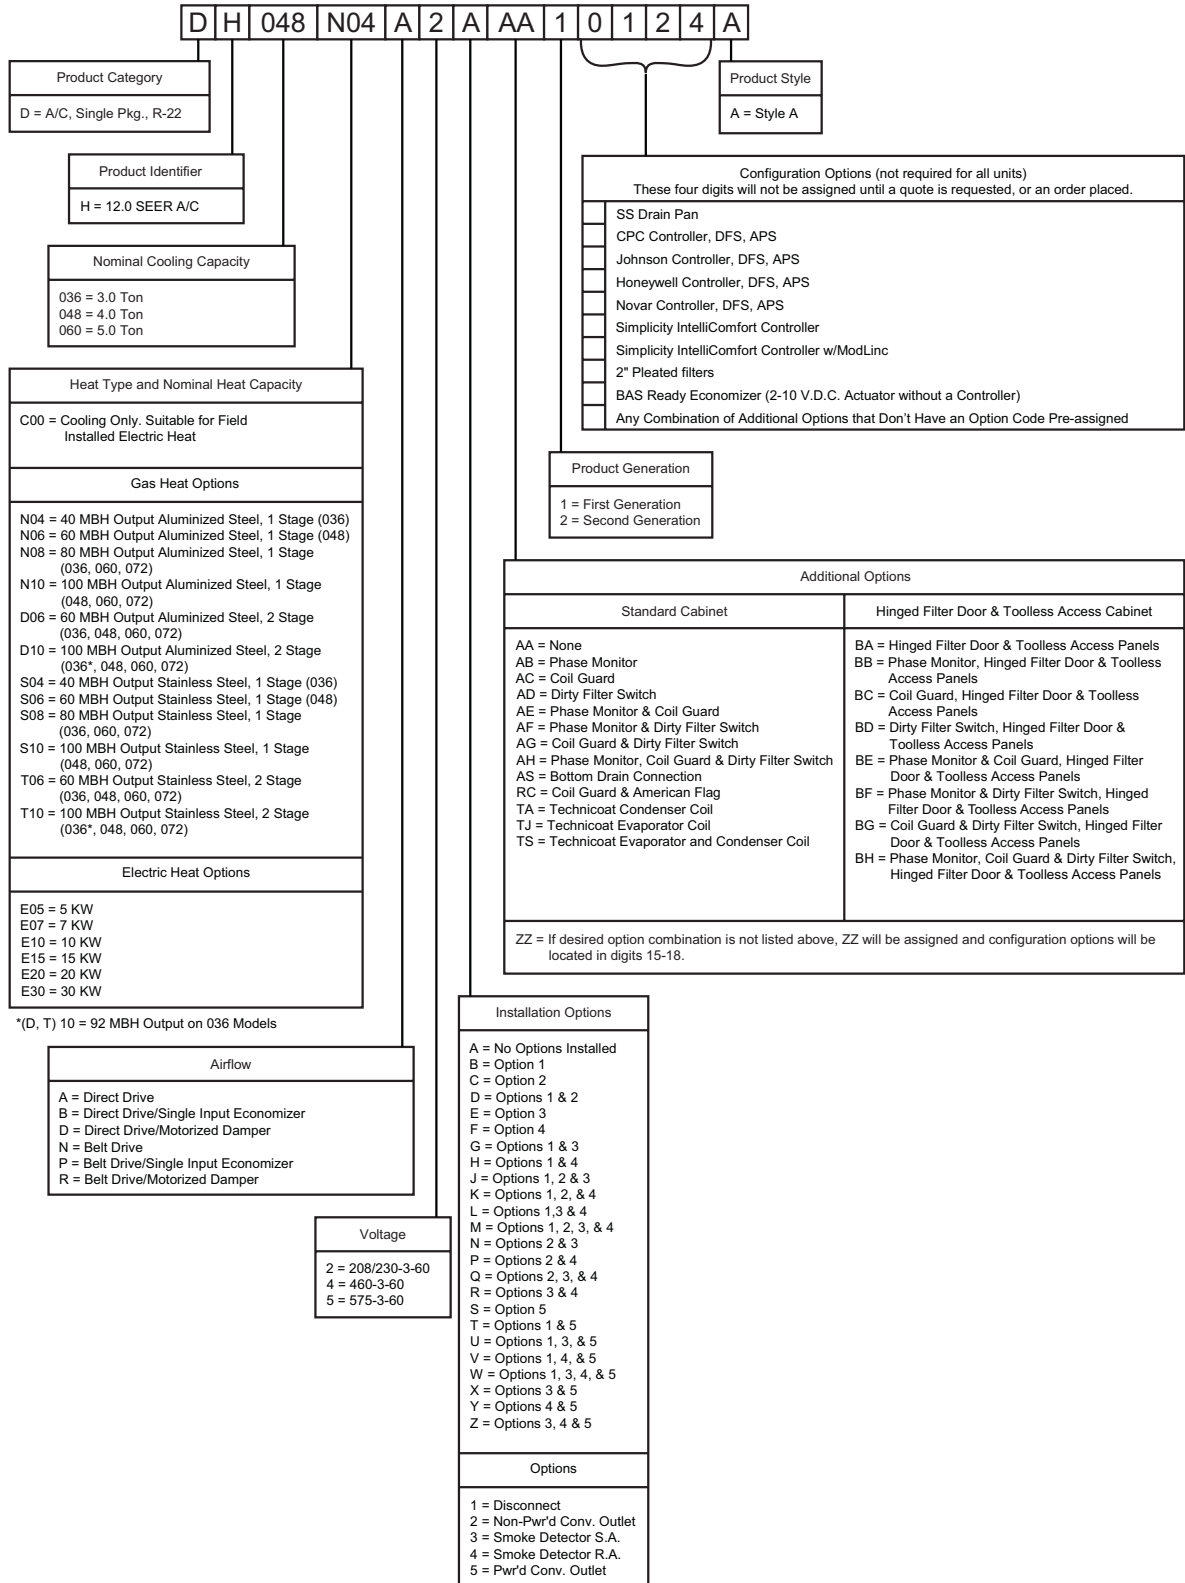 D H 048 N04 A 2 A AA 1 0 1 2 4 A
Product Category
D = A/C, Single Pkg., R-22
Product Style
A = Style A
Product Identifier
H = 12.0 SEER A/C
Configuration Options (not required for all units)
These four digits will not be assigned until a quote is requested, or an order placed.
SS Drain Pan
CPC Controller, DFS, APS
Johnson Controller, DFS, APS
Honeywell Controller, DFS, APS
Novar Controller, DFS, APS
Simplicity IntelliComfort Controller
Simplicity IntelliComfort Controller w/ModLinc
2" Pleated filters
BAS Ready Economizer (2-10 V.D.C. Actuator without a Controller)
Any Combination of Additional Options that Don't Have an Option Code Pre-assigned
Nominal Cooling Capacity
036 = 3.0 Ton
048 = 4.0 Ton
060 = 5.0 Ton
Heat Type and Nominal Heat Capacity
C00 = Cooling Only. Suitable for Field
Installed Electric Heat
Gas Heat Options
N04 = 40 MBH Output Aluminized Steel, 1 Stage (036)
N06 = 60 MBH Output Aluminized Steel, 1 Stage (048)
N08 = 80 MBH Output Aluminized Steel, 1 Stage
(036, 060, 072)
N10 = 100 MBH Output Aluminized Steel, 1 Stage
(048, 060, 072)
D06 = 60 MBH Output Aluminized Steel, 2 Stage
(036, 048, 060, 072)
D10 = 100 MBH Output Aluminized Steel, 2 Stage
(036*, 048, 060, 072)
S04 = 40 MBH Output Stainless Steel, 1 Stage (036)
S06 = 60 MBH Output Stainless Steel, 1 Stage (048)
S08 = 80 MBH Output Stainless Steel, 1 Stage
(036, 060, 072)
S10 = 100 MBH Output Stainless Steel, 1 Stage
(048, 060, 072)
T06 = 60 MBH Output Stainless Steel, 2 Stage
(036, 048, 060, 072)
T10 = 100 MBH Output Stainless Steel, 2 Stage
(036*, 048, 060, 072)
Electric Heat Options
E05 = 5 KW
E07 = 7 KW
E10 = 10 KW
E15 = 15 KW
E20 = 20 KW
E30 = 30 KW
*(D, T) 10 = 92 MBH Output on 036 Models
Product Generation
1 = First Generation
2 = Second Generation
Additional Options
Standard Cabinet
AA = None
AB = Phase Monitor
AC = Coil Guard
AD = Dirty Filter Switch
AE = Phase Monitor & Coil Guard
AF = Phase Monitor & Dirty Filter Switch
AG = Coil Guard & Dirty Filter Switch
AH = Phase Monitor, Coil Guard & Dirty Filter Switch
AS = Bottom Drain Connection
RC = Coil Guard & American Flag
TA = Technicoat Condenser Coil
TJ = Technicoat Evaporator Coil
TS = Technicoat Evaporator and Condenser Coil
Hinged Filter Door & Toolless Access Cabinet
BA = Hinged Filter Door & Toolless Access Panels
BB = Phase Monitor, Hinged Filter Door & Toolless
Access Panels
BC = Coil Guard, Hinged Filter Door & Toolless
Access Panels
BD = Dirty Filter Switch, Hinged Filter Door &
Toolless Access Panels
BE = Phase Monitor & Coil Guard, Hinged Filter
Door & Toolless Access Panels
BF = Phase Monitor & Dirty Filter Switch, Hinged
Filter Door & Toolless Access Panels
BG = Coil Guard & Dirty Filter Switch, Hinged Filter
Door & Toolless Access Panels
BH = Phase Monitor, Coil Guard & Dirty Filter Switch,
Hinged Filter Door & Toolless Access Panels
ZZ = If desired option combination is not listed above, ZZ will be assigned and configuration options will be
located in digits 15-18.
Airflow
A = Direct Drive
B = Direct Drive/Single Input Economizer
D = Direct Drive/Motorized Damper
N = Belt Drive
P = Belt Drive/Single Input Economizer
R = Belt Drive/Motorized Damper
Voltage
2 = 208/230-3-60
4 = 460-3-60
5 = 575-3-60
Installation Options
A = No Options Installed
B = Option 1
C = Option 2
D = Options 1 & 2
E = Option 3
F = Option 4
G = Options 1 & 3
H = Options 1 & 4
J = Options 1, 2 & 3
K = Options 1, 2, & 4
L = Options 1,3 & 4
M = Options 1, 2, 3, & 4
N = Options 2 & 3
P = Options 2 & 4
Q = Options 2, 3, & 4
R = Options 3 & 4
S = Option 5
T = Options 1 & 5
U = Options 1, 3, & 5
V = Options 1, 4, & 5
W = Options 1, 3, 4, & 5
X = Options 3 & 5
Y = Options 4 & 5
Z = Options 3, 4 & 5
Options
1 = Disconnect
2 = Non-Pwr'd Conv. Outlet
3 = Smoke Detector S.A.
4 = Smoke Detector R.A.
5 = Pwr'd Conv. Outlet